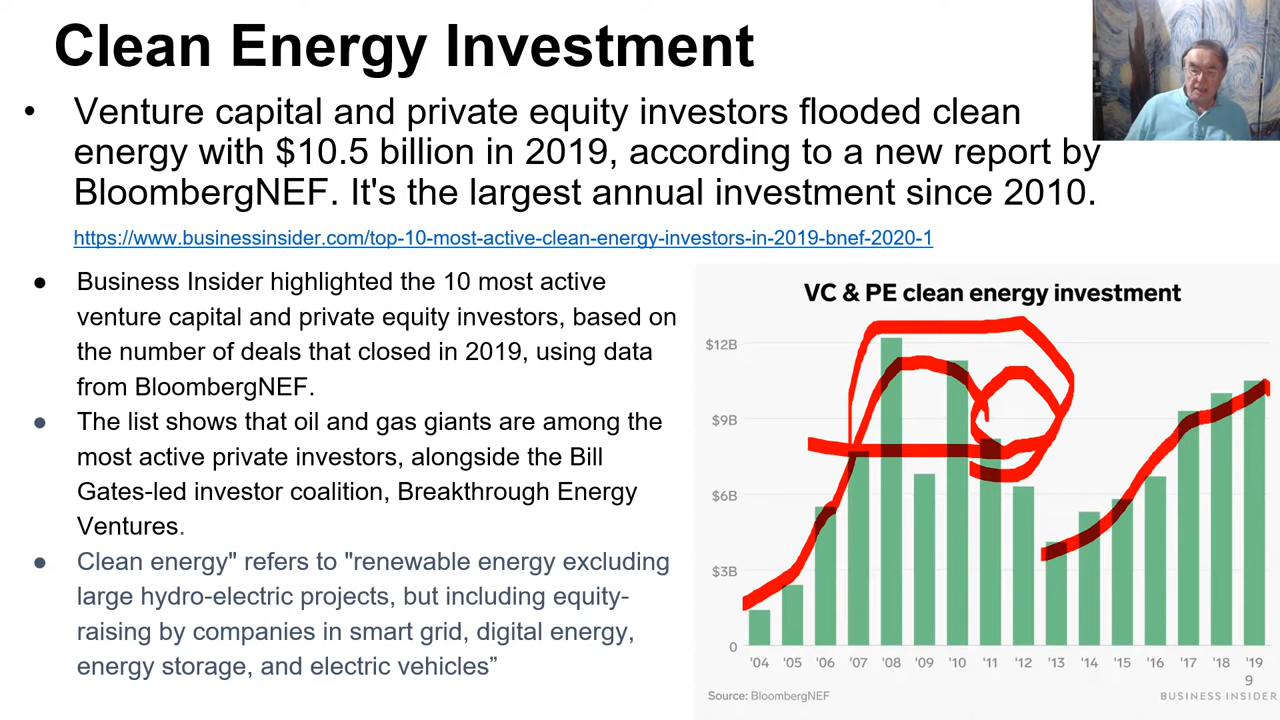 Clean Energy Investment
• Venture capital and private equity investors flooded clean
energy with $10.5 billion in 2019, according to a new report by
BloombergNEF. It's the largest annual investment since 2010.
https://www.businessinsider.com/top-10-most-active-clean-energy-investors-in-2019-bnef-2020-1
● Business Insider highlighted the 10 most active
venture capital and private equity investors, based on
the number of deals that closed in 2019, using data
from BloombergNEF.
● The list shows that oil and gas giants are among the
most active private investors, alongside the Bill
Gates-led investor coalition, Breakthrough Energy
Ventures.
● Clean energy" refers to "renewable energy excluding
large hydro-electric projects, but including equity-
raising by companies in smart grid, digital energy,
energy storage, and electric vehicles”
VC & PE clean energy investment
$12B
$9B
$6B
$3B
0
'04 '05 '06 '07 '08 '09 '10 '11 '12 '13 '14 '15 '16 '17 '18 '19
9
Source: BloombergNEF
BUSINESS INSIDER